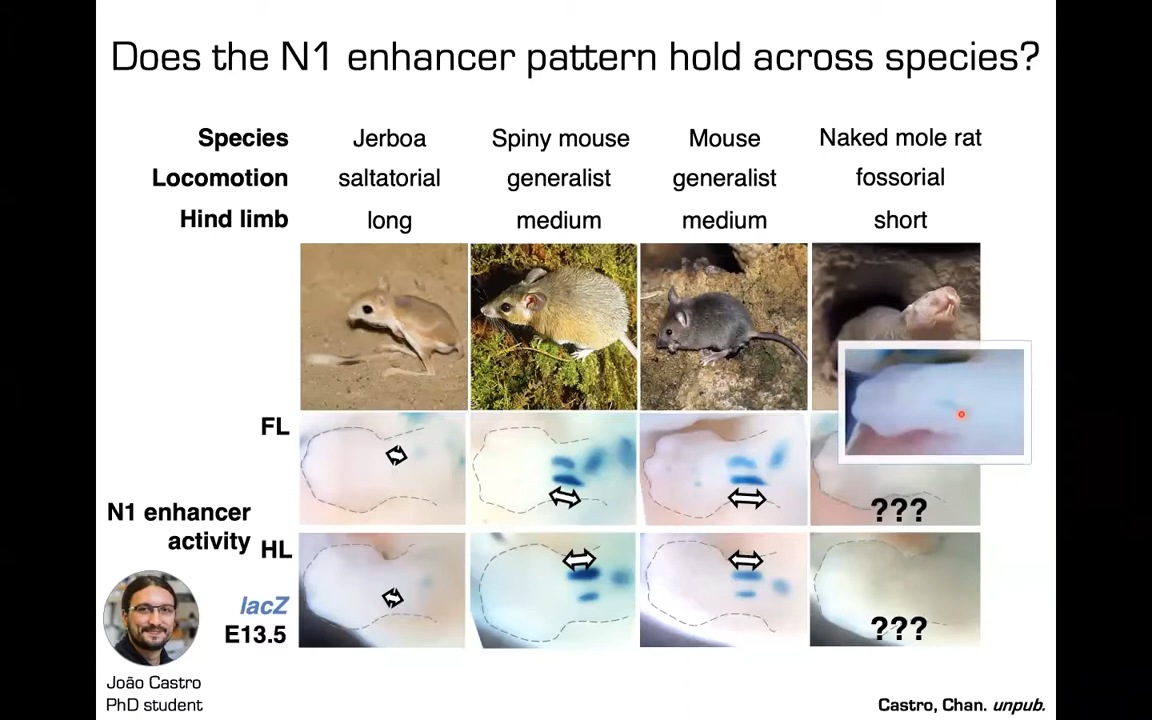 Does the N1 enhancer pattern hold across species?
Species Jerboa Spiny mouse Mouse Naked mole rat
Locomotion saltatorial generalist generalist fossorial
Hind limb long medium medium short
FL
N1 enhancer
activity
???
HL
lacZ
E13.5
???
João Castro
PhD student
Castro, Chan. unpub.